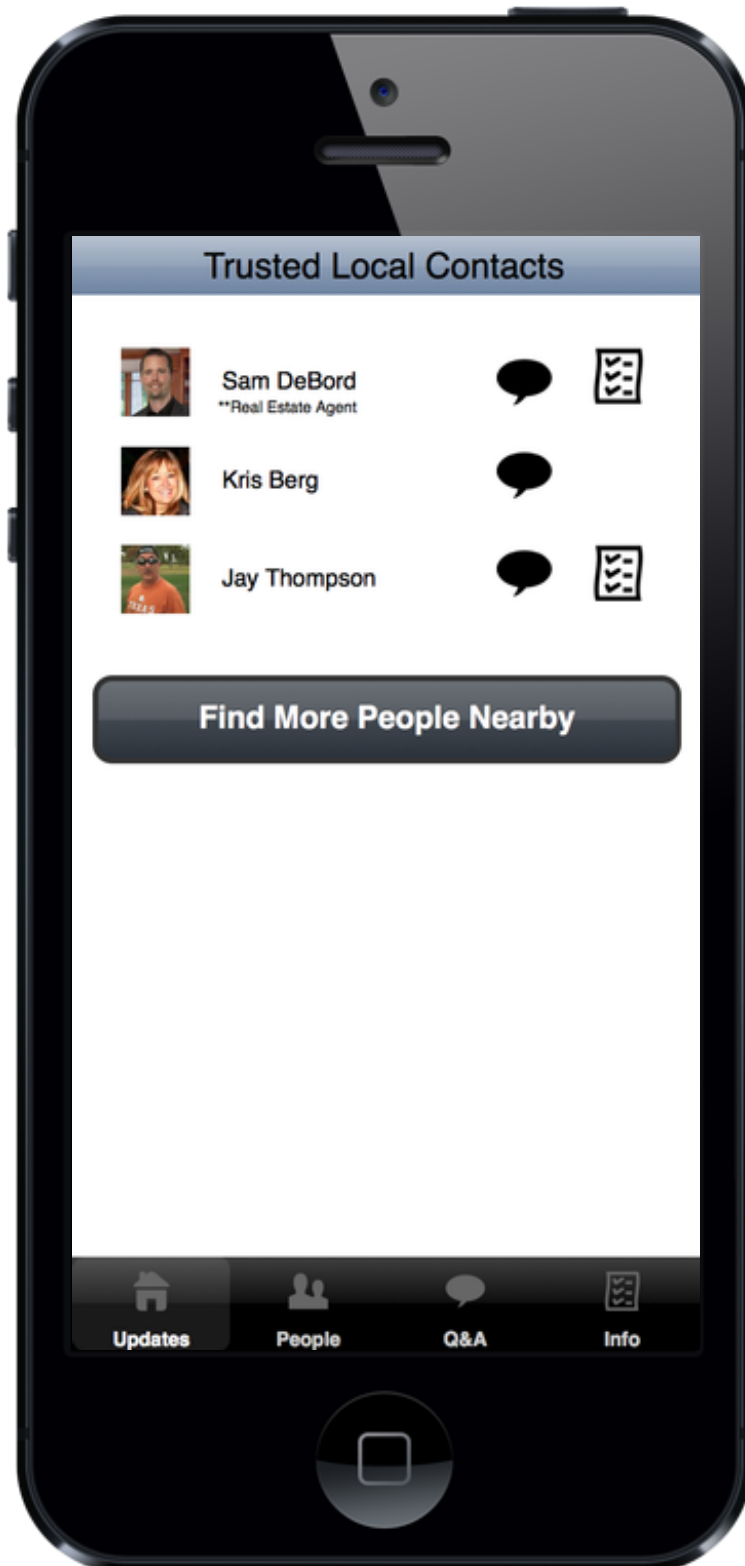 Trusted Local Contacts
Sam DeBord
**Real Estate Agent
Kris Berg
Jay Thompson
TEXAS
Find More People Nearby
Updates
People
Q&A
Info